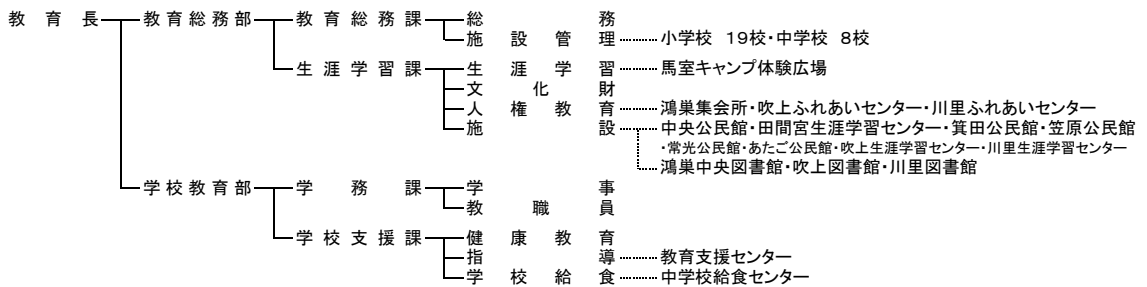 教育長 教育総務部 教育総務課 総務
施設管理 小学校 19校・中学校 8校
生涯学習課 生涯学習 馬室キャンプ体験広場
文化財
人権教育 鴻巣集会所・吹上ふれあいセンター・川里ふれあいセンター
施設 中央公民館・田間宮生涯学習センター・箕田公民館・笠原公民館
・常光公民館・あたご公民館・吹上生涯学習センター・川里生涯学習センター
鴻巣中央図書館・吹上図書館・川里図書館
学校教育部 学務課 学事
教職員
学校支援課 健康教育
指導 教育支援センター
学校給食 中学校給食センター